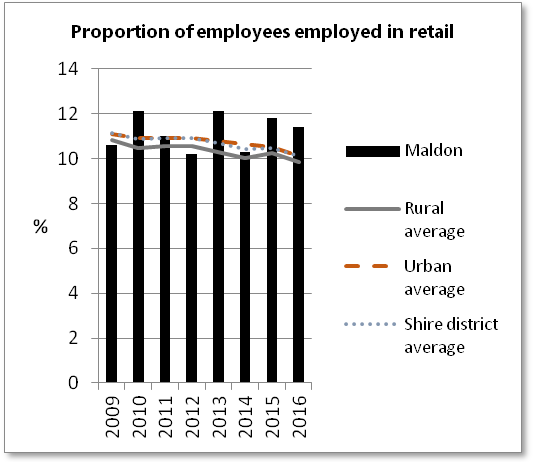 Proportion of employees employed in retail
14
12
10
8
6
4
2
0
%
2009
2010
2011
2012
2013
2014
2015
2016
Maldon
Rural
average
Urban
average
Shire district
average